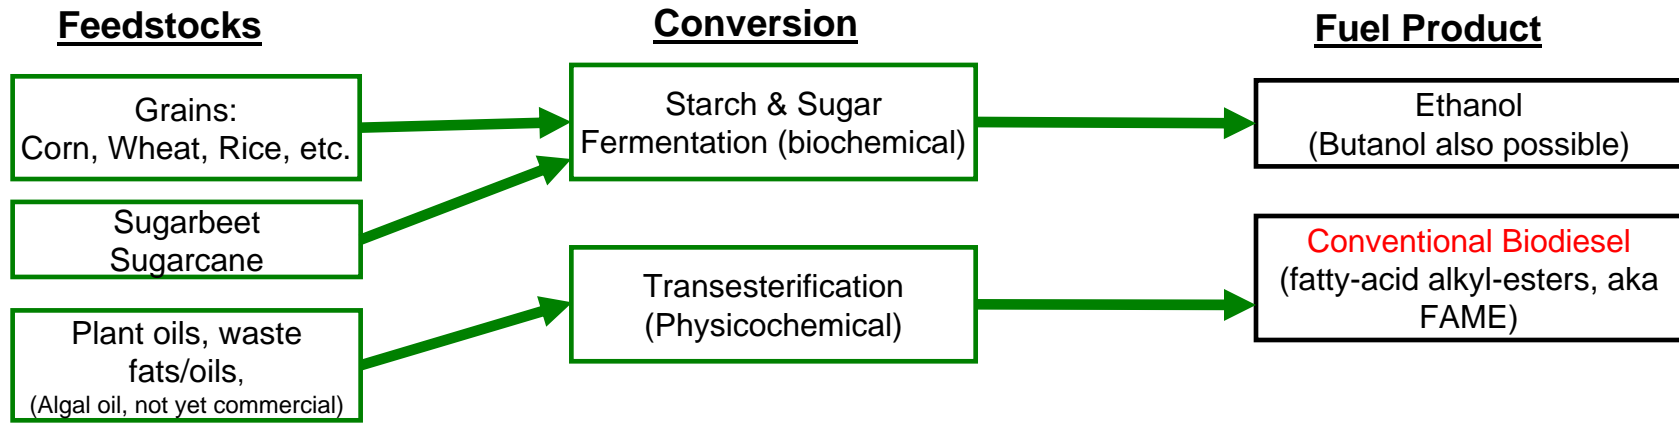 Feedstocks
Conversion
Fuel Product
Grains:
Corn, Wheat, Rice, etc.
Starch & Sugar
Fermentation (biochemical)
Ethanol
(Butanol also possible)
Sugarbeet
Sugarcane
Plant oils, waste
fats/oils,
(Algal oil, not yet commercial)
Transesterification
(Physicochemical)
Conventional Biodiesel
(fatty-acid alkyl-esters, aka
FAME)